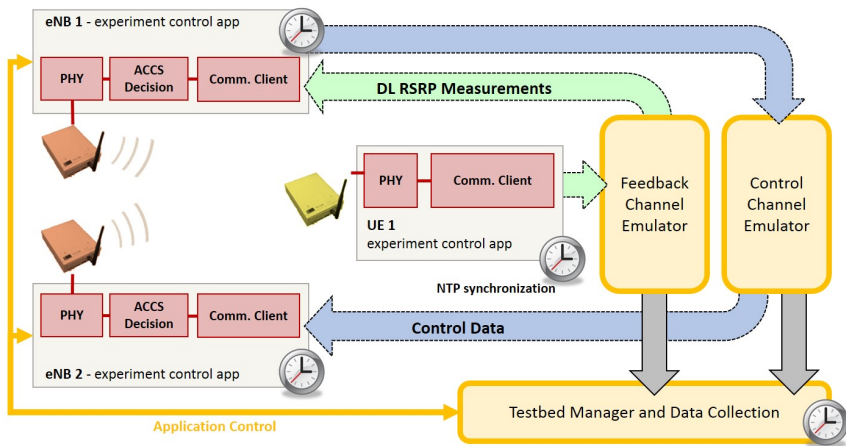 eNB 1 - experiment control app
PHY
ACCS
Decision
Comm. Client
DL RSRP Measurements
PHY
Comm. Client
UE 1
experiment control app
Feedback
Channel
Emulator
Control
Channel
Emulator
NTP synchronization
PHY
ACCS
Decision
Comm. Client
Control Data
eNB 2 - experiment control app
Testbed Manager and Data Collection
Application Control